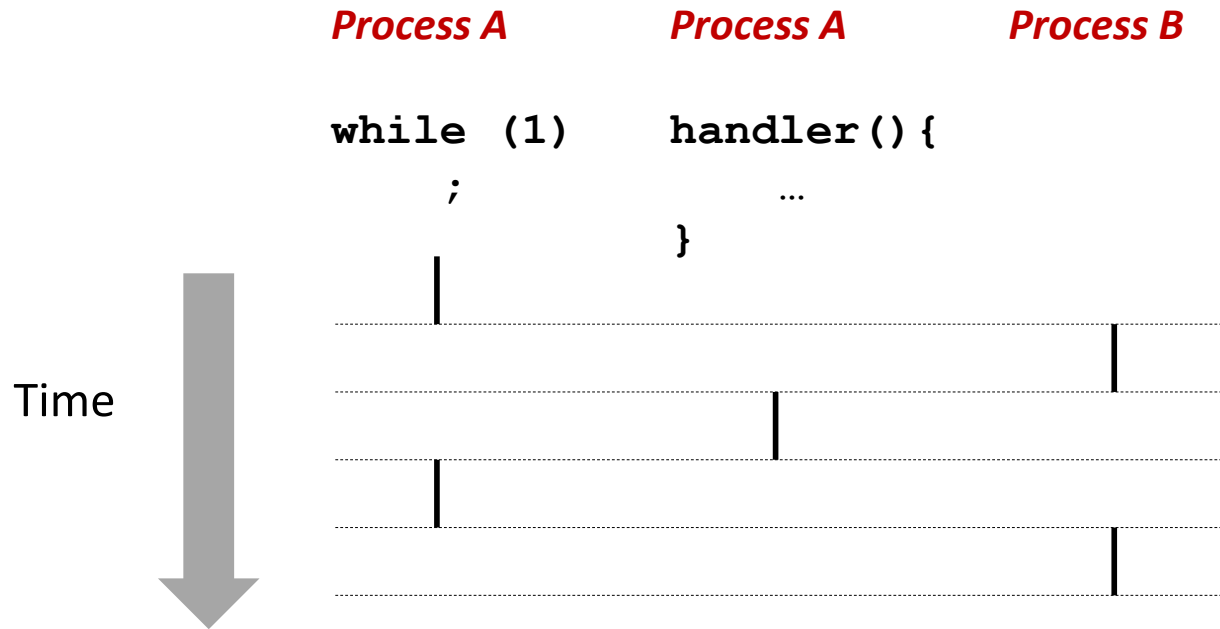 Process A Process A Process B
while (1) handler(){
; …
}
Time